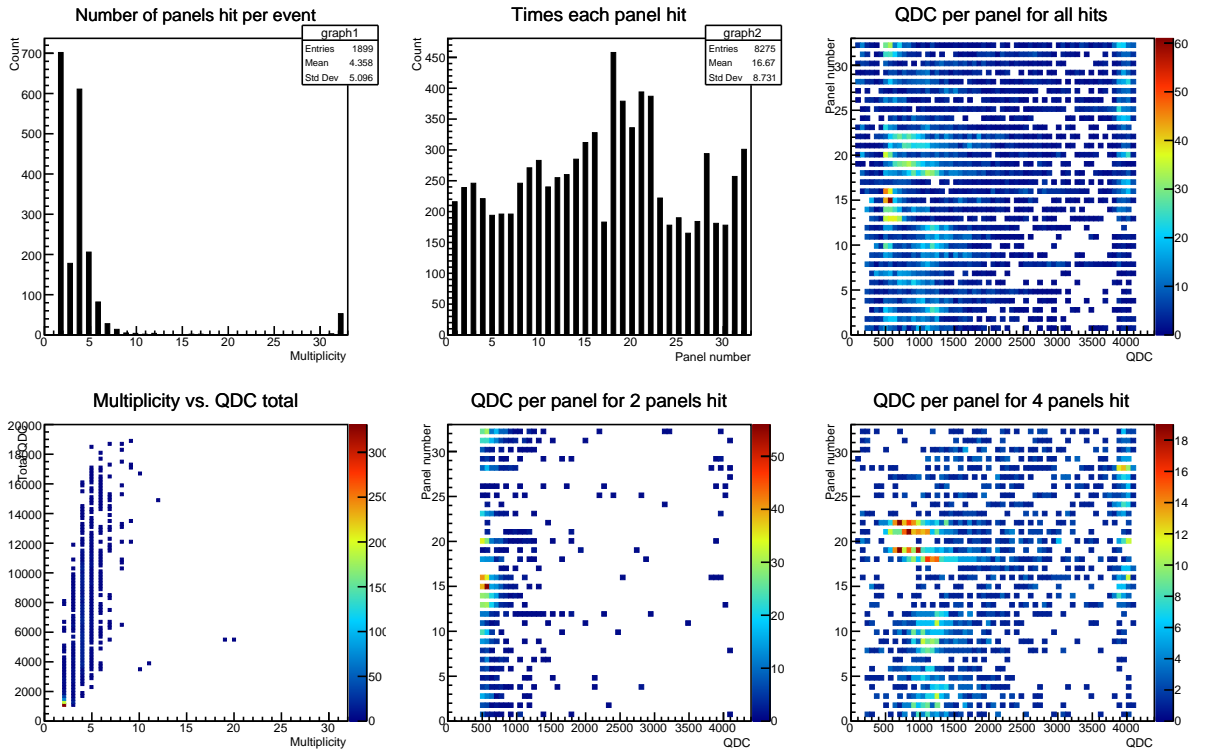 Number of panels hit per event
graph1
Entries 1899
Mean 4.358
Std Dev 5.096
Count
700
600
500
400
300
200
100
0
0 5 10 15 20 25 30
Multiplicity
Times each panel hit
graph2
Entries 8275
Mean 16.67
Std Dev 8.731
Count
450
400
350
300
250
200
150
100
50
0
0 5 10 15 20 25 30
Panel number
QDC per panel for all hits
Panel number
30
25
20
15
10
5
0
0 500 1000 1500 2000 2500 3000 3500 4000
QDC
60
50
40
30
20
10
0
Multiplicity vs. QDC total
Total QDC
20000
18000
16000
14000
12000
10000
8000
6000
4000
2000
0
0 5 10 15 20 25 30
Multiplicity
300
250
200
150
100
50
0
QDC per panel for 2 panels hit
Panel number
30
25
20
15
10
5
0
0 500 1000 1500 2000 2500 3000 3500 4000
QDC
50
40
30
20
10
0
QDC per panel for 4 panels hit
Panel number
30
25
20
15
10
5
0
0 500 1000 1500 2000 2500 3000 3500 4000
QDC
18
16
14
12
10
8
6
4
2
0